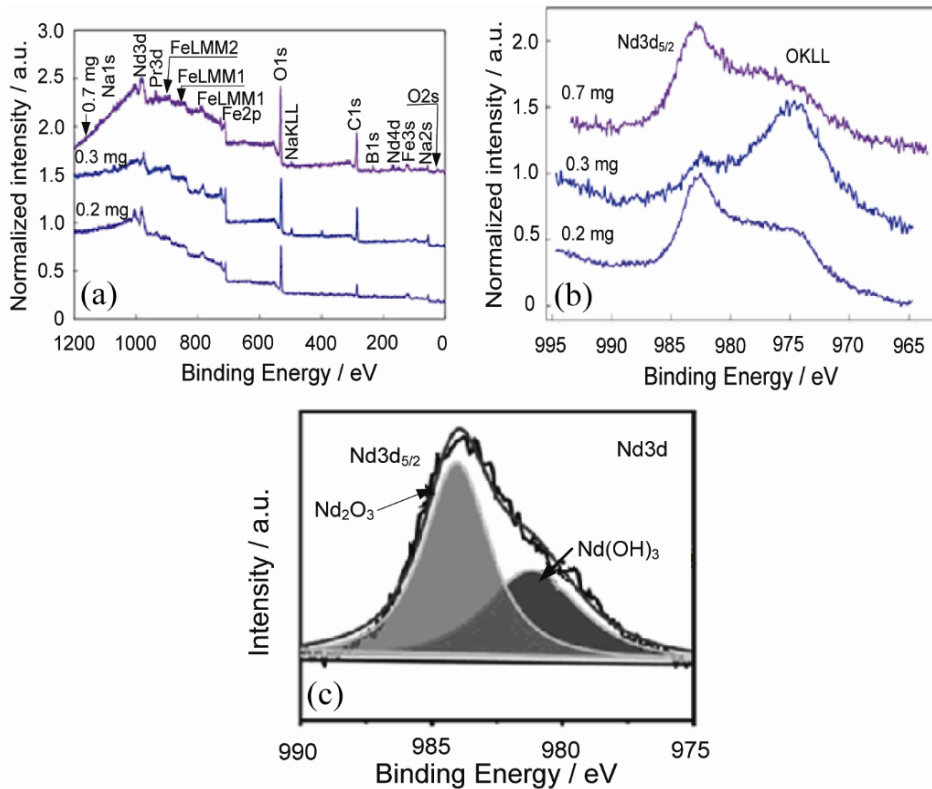 Normalized intensity / a.u.
3.0
2.5
2.0
1.5
1.0
0.5
0
0.7 mg
Na1s
Nd3d
Pr3d
FeLMM2
FeLMM1
FeLMM1
Fe2p
O1s
NaKLL
C1s
B1s
Nd4d
Fe3s
Na2s
O2s
0.3 mg
0.2 mg
(a)
1200 1000 800 600 400 200 0
Binding Energy / eV
Normalized intensity / a.u.
2.0
1.5
1.0
0.5
0
Nd3d5/2
OKLL
0.7 mg
0.3 mg
0.2 mg
(b)
995 990 985 980 975 970 965
Binding Energy / eV
Intensity / a.u.
Nd3d5/2
Nd3d
Nd2O3
Nd(OH)3
(c)
990 985 980 975
Binding Energy / eV